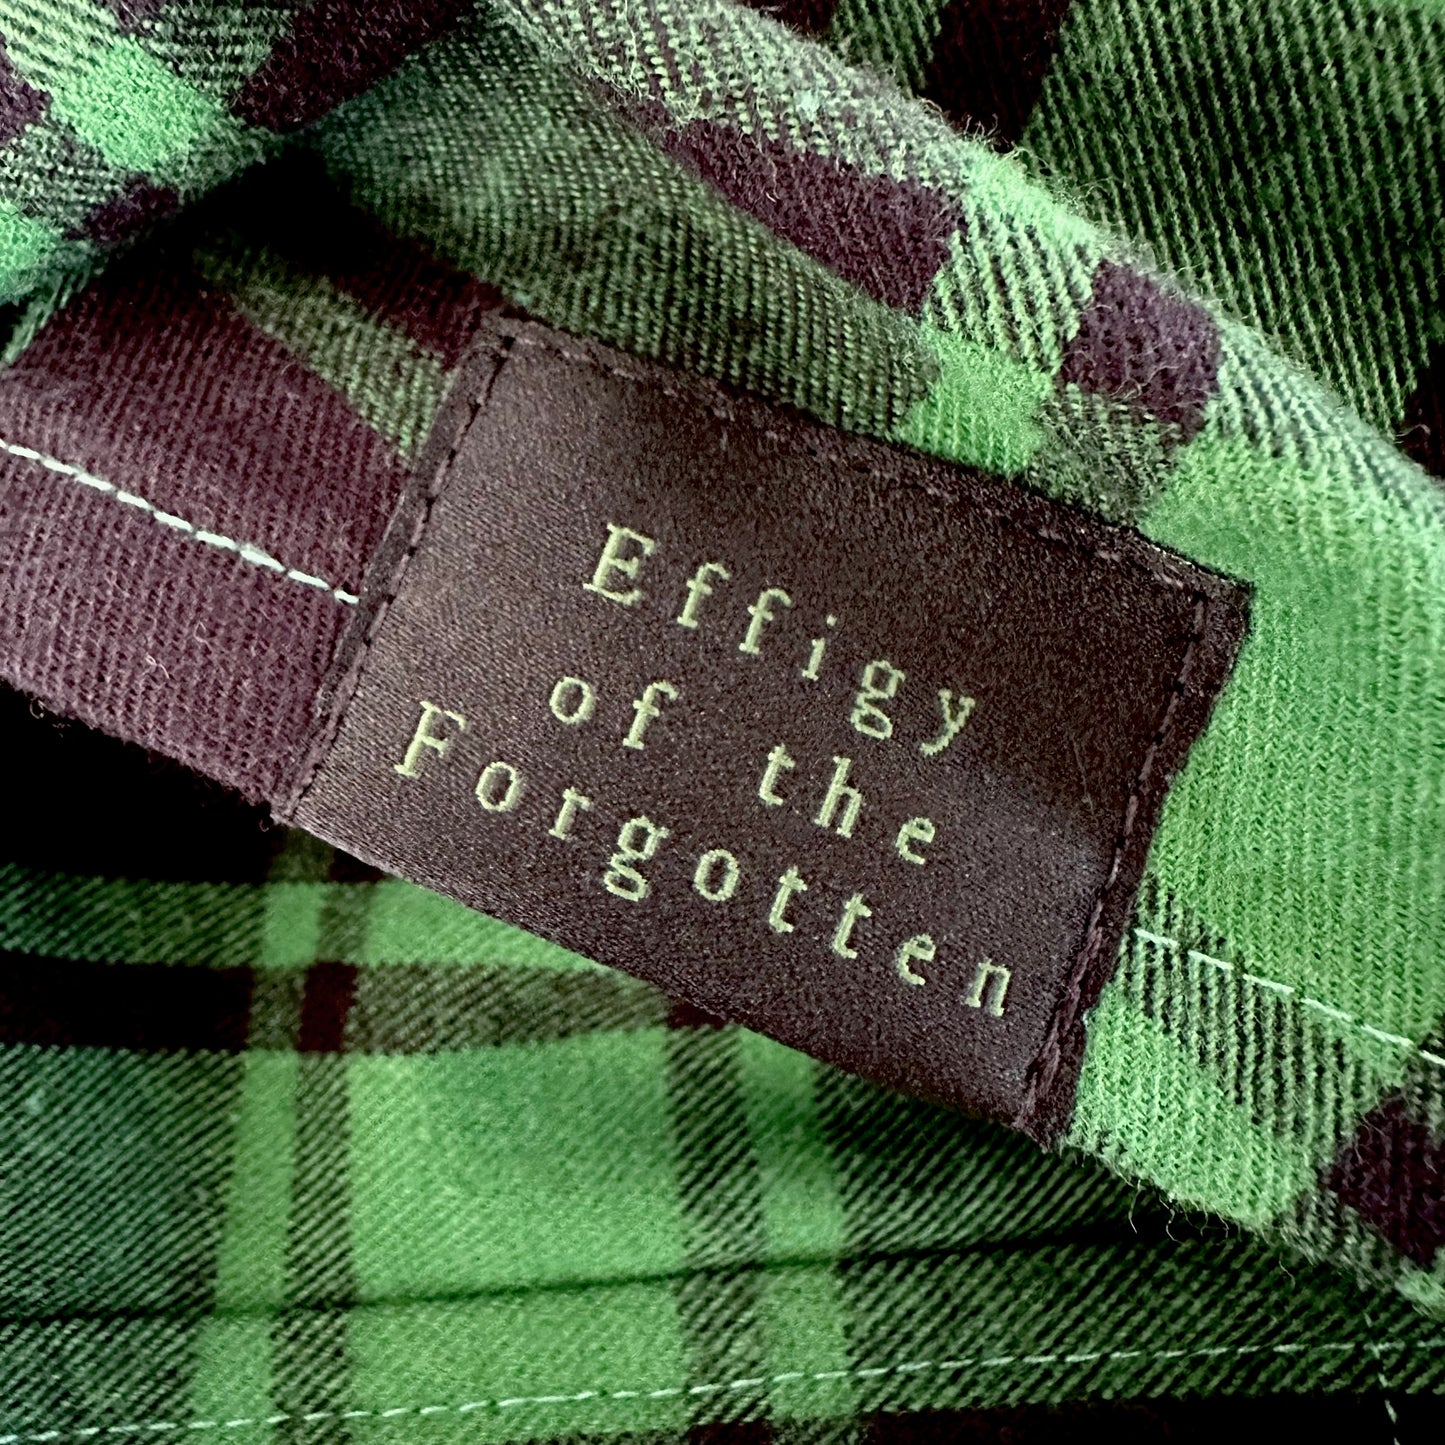 Effigy
of the
Forgotten